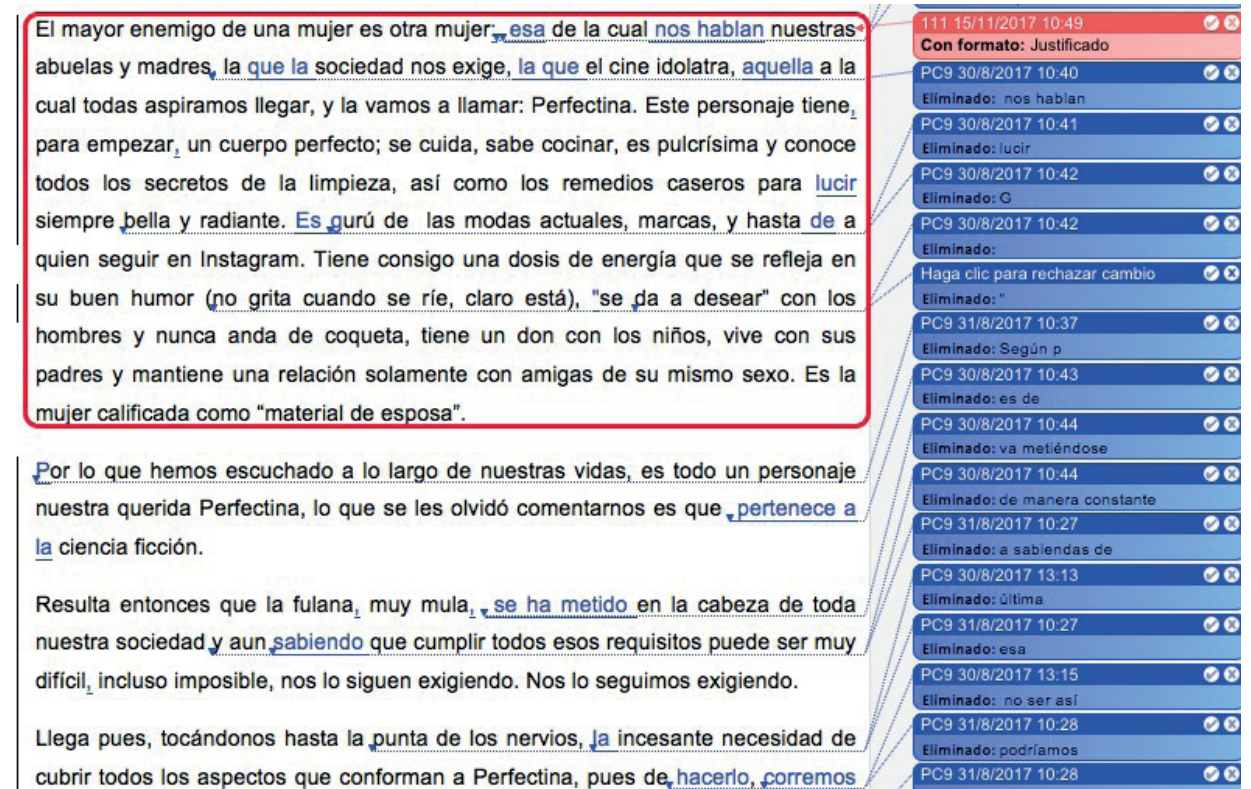 El mayor enemigo de una mujer es otra mujer; esa de la cual nos hablan nuestras
abuelas y madres, la que la sociedad nos exige, la que el cine idolatra, aquella a la
cual todas aspiramos llegar, y la vamos a llamar: Perfectina. Este personaje tiene,
para empezar, un cuerpo perfecto; se cuida, sabe cocinar, es pulcrísima y conoce
todos los secretos de la limpieza, así como los remedios caseros para lucir
siempre bella y radiante. Es gurú de las modas actuales, marcas, y hasta de a
quien seguir en Instagram. Tiene consigo una dosis de energía que se refleja en
su buen humor (no grita cuando se ríe, claro está), "se da a desear" con los
hombres y nunca anda de coqueta, tiene un don con los niños, vive con sus
padres y mantiene una relación solamente con amigas de su mismo sexo. Es la
mujer calificada como “material de esposa”.
Por lo que hemos escuchado a lo largo de nuestras vidas, es todo un personaje
nuestra querida Perfectina, lo que se les olvidó comentarnos es que pertenece a
la ciencia ficción.
Resulta entonces que la fulana, muy mula, se ha metido en la cabeza de toda
nuestra sociedad y aun sabiendo que cumplir todos esos requisitos puede ser muy
difícil, incluso imposible, nos lo siguen exigiendo. Nos lo seguimos exigiendo.
Llega pues, tocándonos hasta la punta de los nervios, la incesante necesidad de
cubrir todos los aspectos que conforman a Perfectina, pues de hacerlo, corremos
111 15/11/2017 10:49
Con formato: Justificado
PC9 30/8/2017 10:40
Eliminado: nos hablan
PC9 30/8/2017 10:41
Eliminado: lucir
PC9 30/8/2017 10:42
Eliminado: G
PC9 30/8/2017 10:42
Eliminado:
Haga clic para rechazar cambio
Eliminado: "
PC9 31/8/2017 10:37
Eliminado: Según p
PC9 30/8/2017 10:43
Eliminado: es de
PC9 30/8/2017 10:44
Eliminado: va metiéndose
PC9 30/8/2017 10:44
Eliminado: de manera constante
PC9 31/8/2017 10:27
Eliminado: a sabiendas de
PC9 30/8/2017 13:13
Eliminado: última
PC9 31/8/2017 10:27
Eliminado: esa
PC9 30/8/2017 13:15
Eliminado: no ser así
PC9 31/8/2017 10:28
Eliminado: podríamos
PC9 31/8/2017 10:28